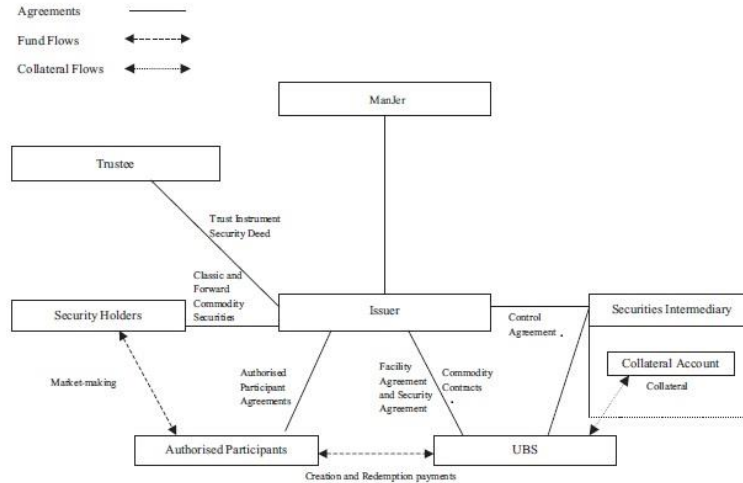 Agreements
Fund Flows
Collateral Flows
ManJer
Trustee
Trust Instrument
Security Deed
Classic and
Forward
Commodity
Securities
Security Holders
Issuer
Securities Intermediary
Control
Agreement
Collateral Account
Collateral
Market-making
Authorised
Participant
Agreements
Facility
Agreement
and Security
Agreement
Commodity
Contracts
Authorised Participants
UBS
Creation and Redemption payments